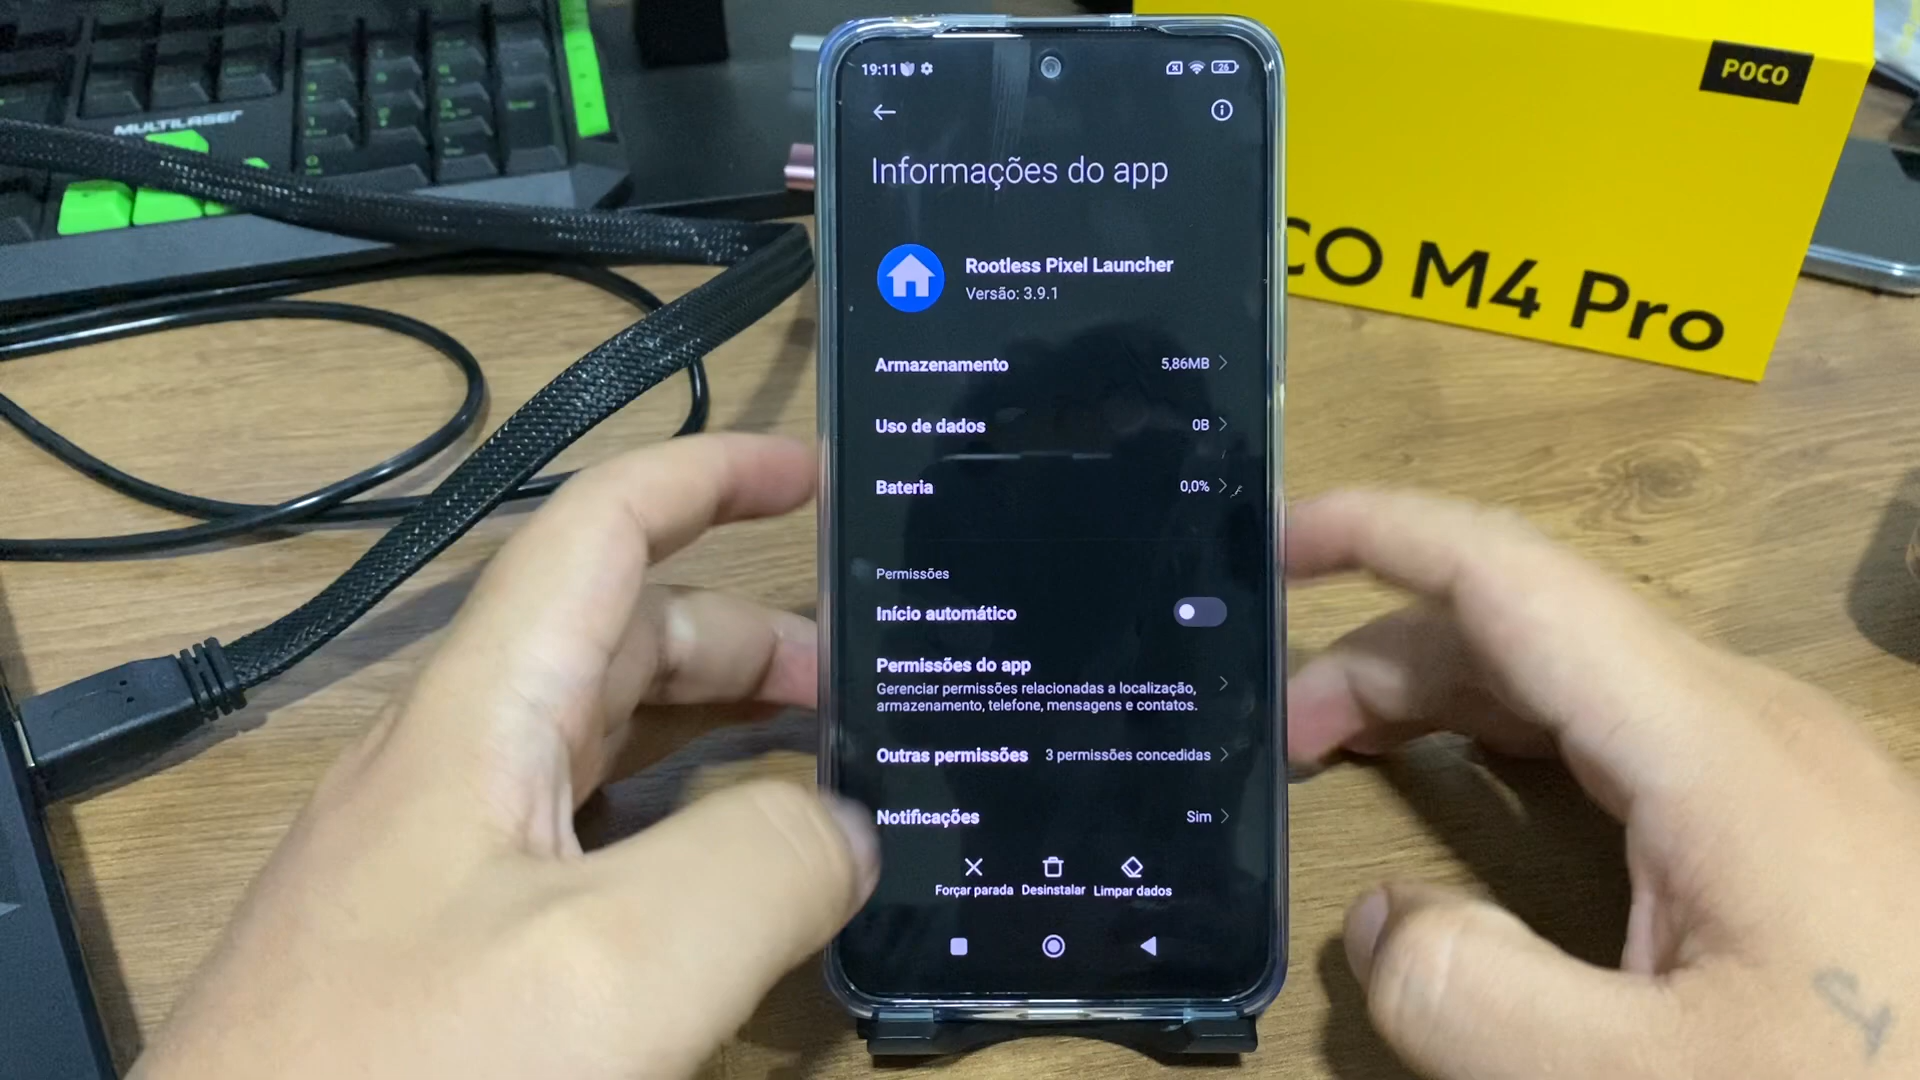 MULTILASER
POCO
CO M4 Pro
19:11
26
Informações do app
Rootless Pixel Launcher
Versão: 3.9.1
Armazenamento 5,86MB
Uso de dados 0B
Bateria 0,0%
Permissões
Início automático
Permissões do app
Gerenciar permissões relacionadas a localização,
armazenamento, telefone, mensagens e contatos.
Outras permissões 3 permissões concedidas
Notificações Sim
Forçar parada Desinstalar Limpar dados